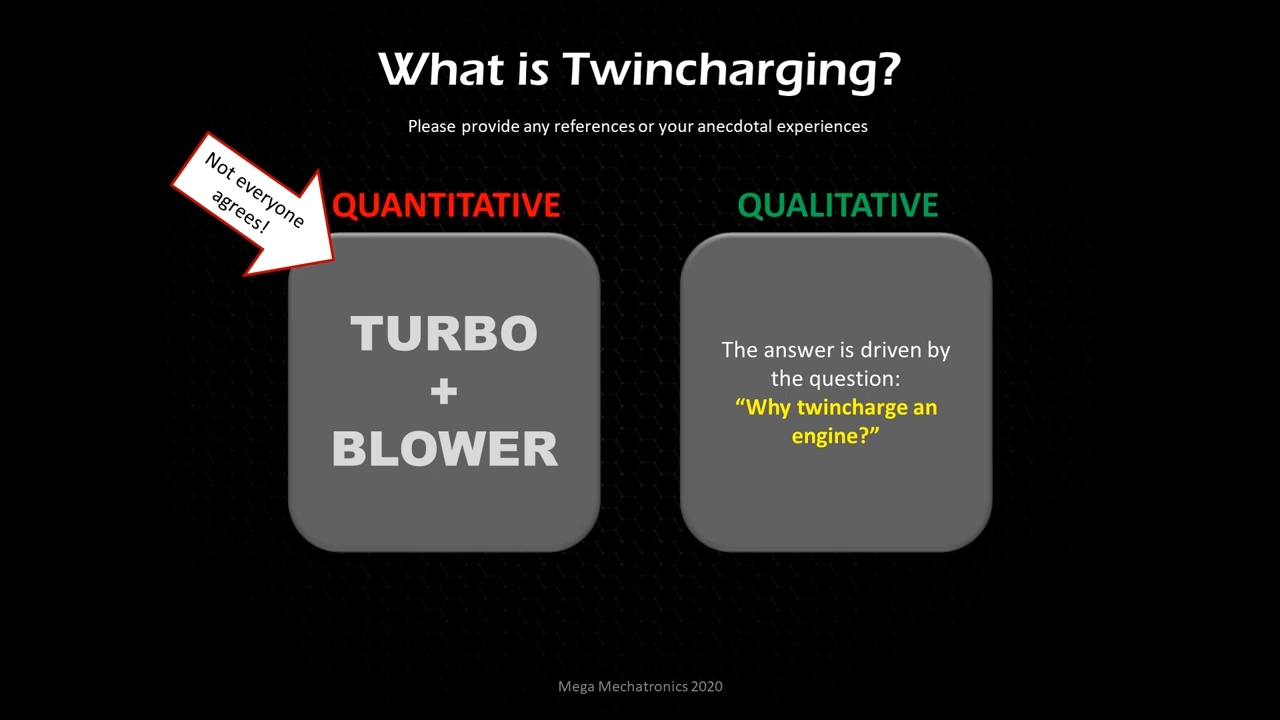 What is Twincharging?
Please provide any references or your anecdotal experiences
Not everyone
agrees!
QUANTITATIVE
TURBO
+
BLOWER
QUALITATIVE
The answer is driven by
the question:
“Why twincharge an
engine?”
Mega Mechatronics 2020